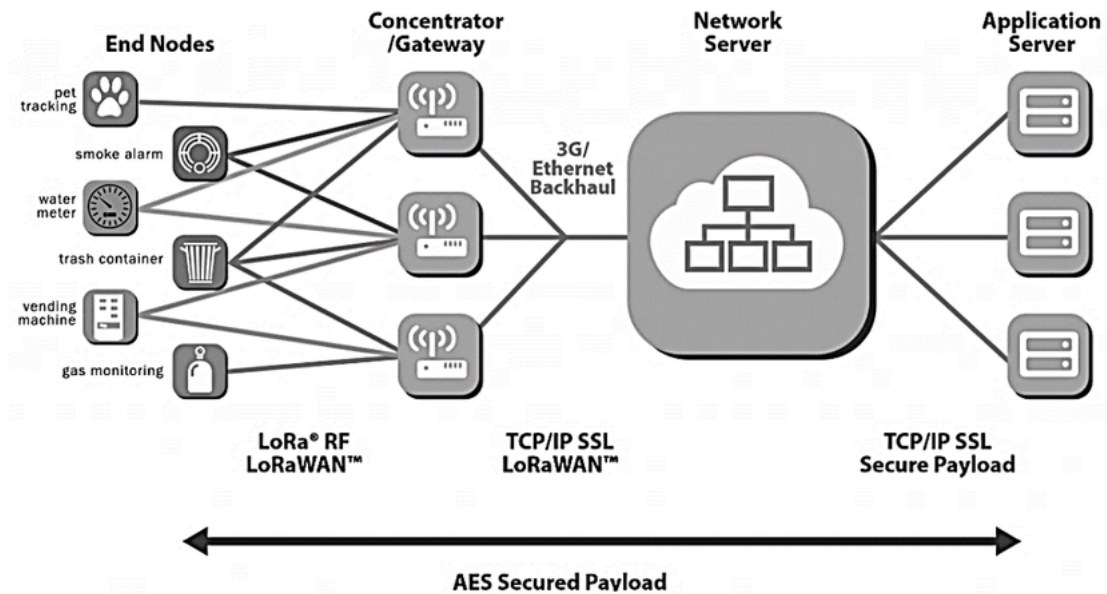 End Nodes
Concentrator
/Gateway
Network
Server
Application
Server
pet
tracking
smoke alarm
water
meter
trash container
vending
machine
gas monitoring
3G/
Ethernet
Backhaul
LoRa® RF
LoRaWAN™
TCP/IP SSL
LoRaWAN™
TCP/IP SSL
Secure Payload
AES Secured Payload